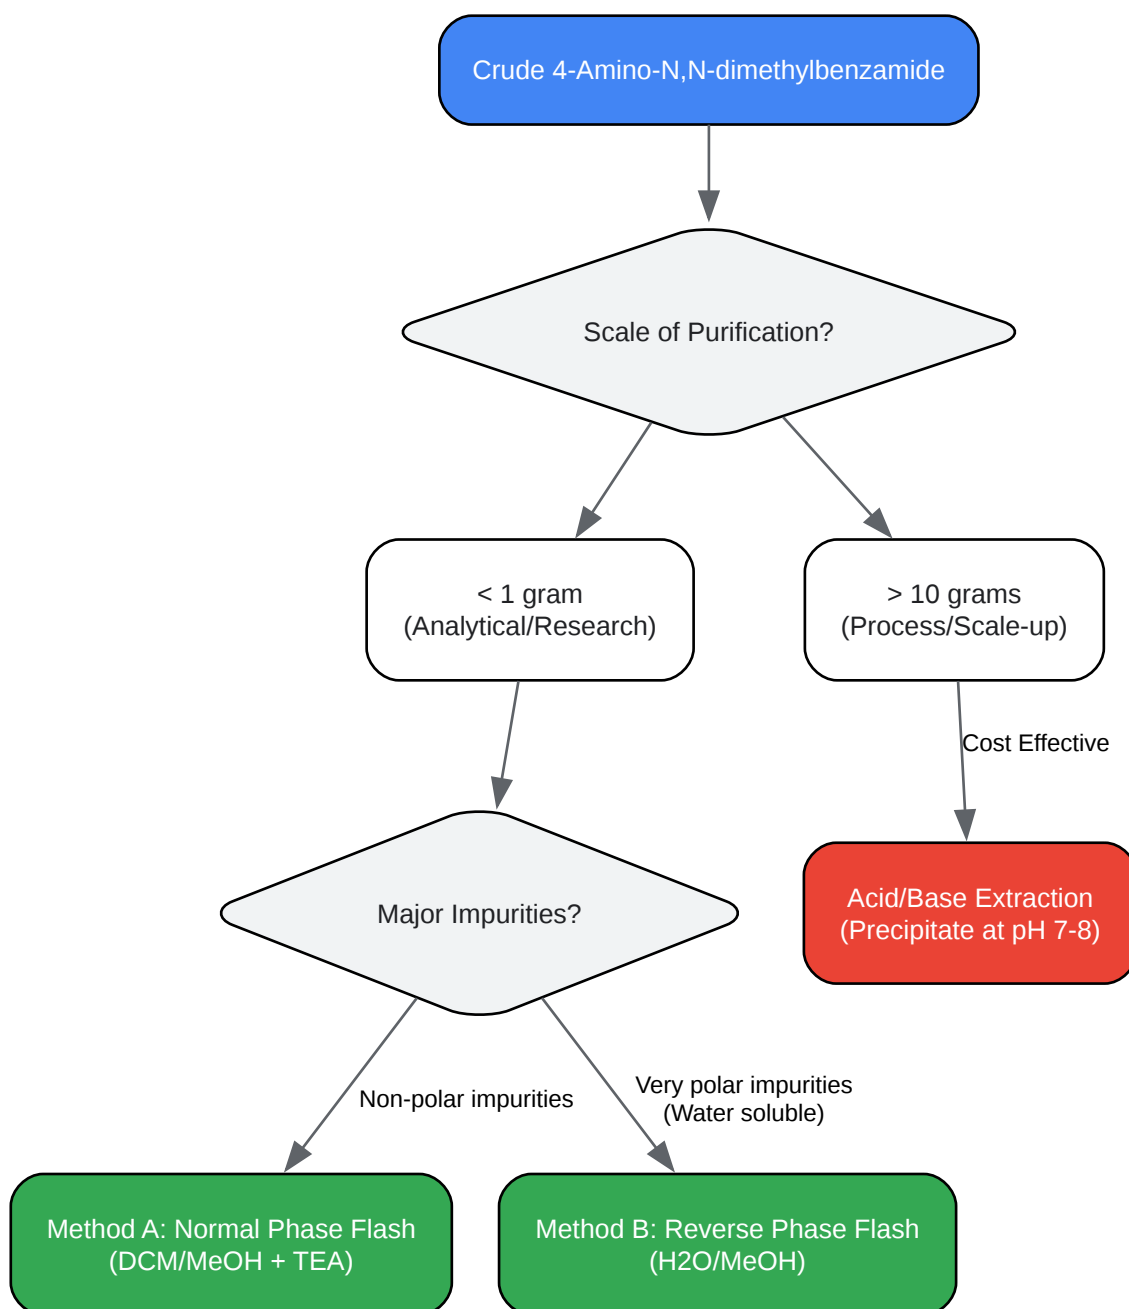 Crude 4-Amino-N,N-dimethylbenzamide
Scale of Purification?
< 1 gram
(Analytical/Research)
> 10 grams
(Process/Scale-up)
Cost Effective
Major Impurities?
Acid/Base Extraction
(Precipitate at pH 7-8)
Non-polar impurities
Very polar impurities
(Water soluble)
Method A: Normal Phase Flash
(DCM/MeOH + TEA)
Method B: Reverse Phase Flash
(H2O/MeOH)